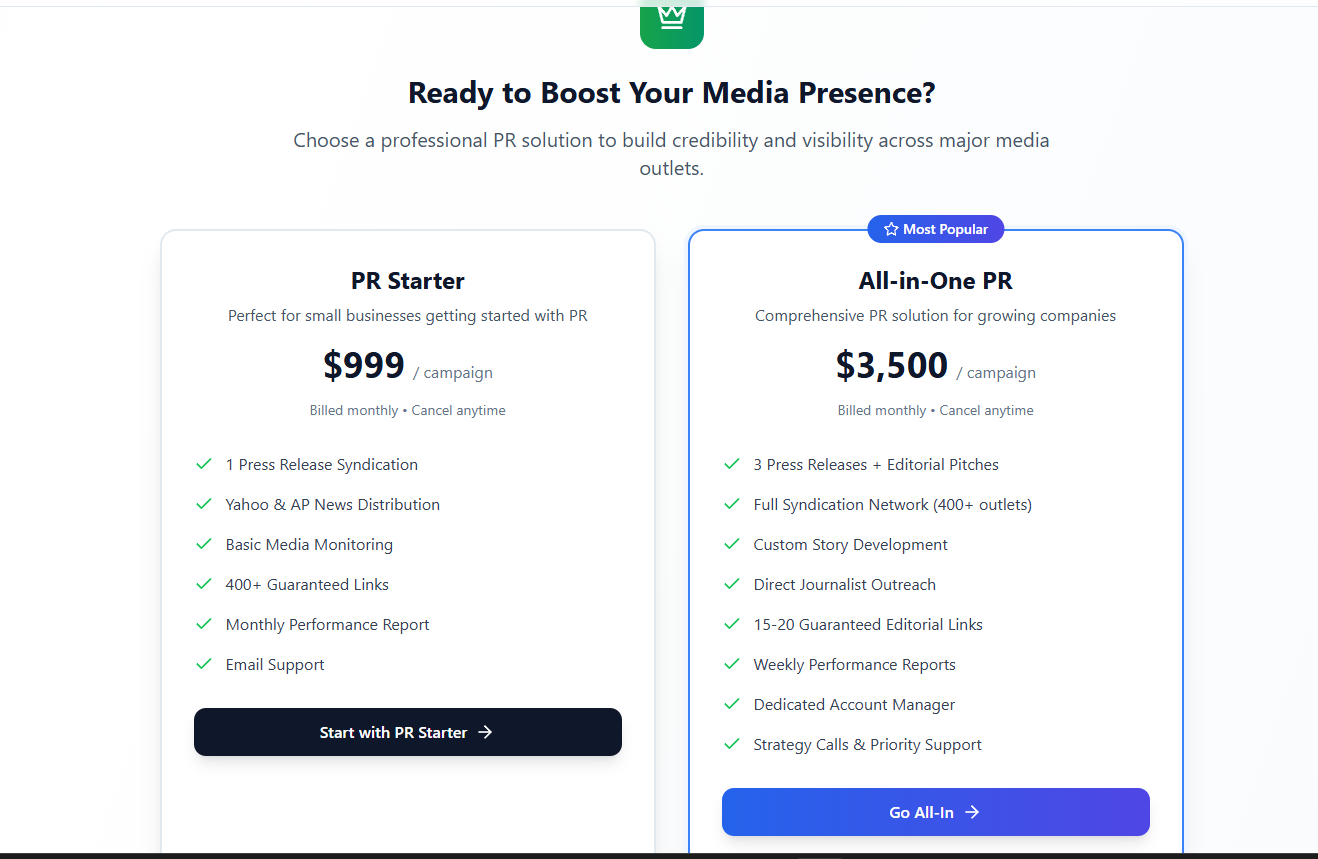 Ready to Boost Your Media Presence?
Choose a professional PR solution to build credibility and visibility across major media
outlets.
PR Starter
Perfect for small businesses getting started with PR
$999 / campaign
Billed monthly • Cancel anytime
1 Press Release Syndication
Yahoo & AP News Distribution
Basic Media Monitoring
400+ Guaranteed Links
Monthly Performance Report
Email Support
Start with PR Starter
Most Popular
All-in-One PR
Comprehensive PR solution for growing companies
$3,500 / campaign
Billed monthly • Cancel anytime
3 Press Releases + Editorial Pitches
Full Syndication Network (400+ outlets)
Custom Story Development
Direct Journalist Outreach
15-20 Guaranteed Editorial Links
Weekly Performance Reports
Dedicated Account Manager
Strategy Calls & Priority Support
Go All-In